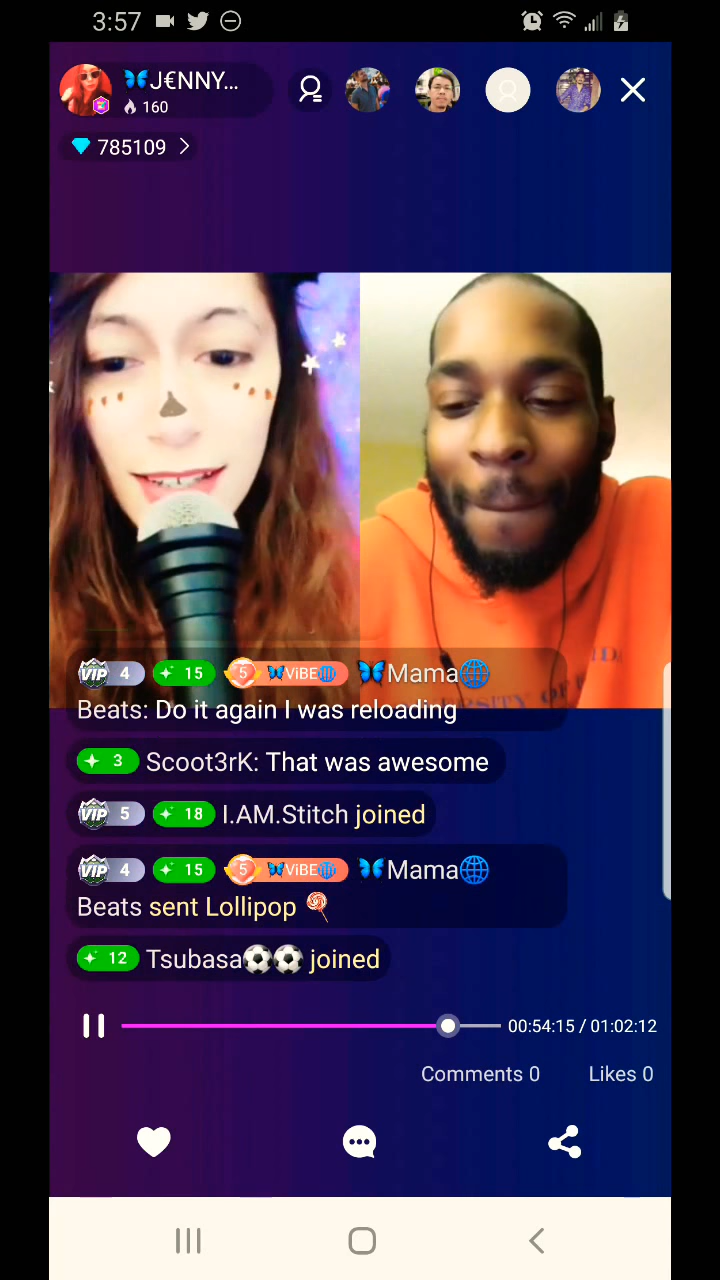 3:57
🦋J€NNY...
160
785109 >
VIP 4 15 5 🦋ViBE🌐 🦋Mama🌐
Beats: Do it again I was reloading
3 Scoot3rK: That was awesome
VIP 5 18 I.AM.Stitch joined
VIP 4 15 5 🦋ViBE🌐 🦋Mama🌐
Beats sent Lollipop 🍭
12 Tsubasa⚽⚽ joined
00:54:15 / 01:02:12
Comments 0 Likes 0